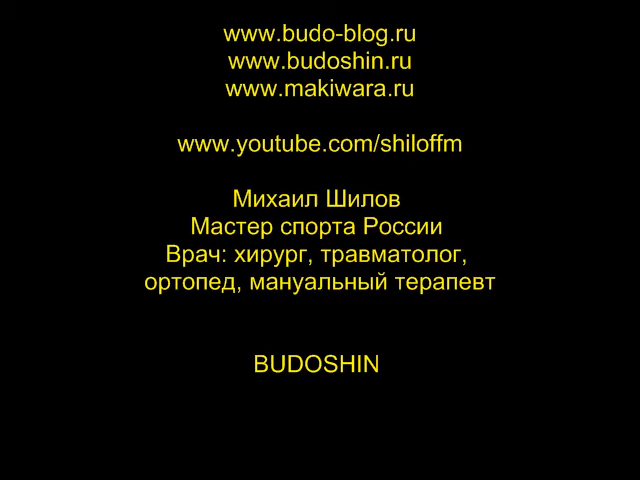 www.budo-blog.ru
www.budoshin.ru
www.makiwara.ru
www.youtube.com/shiloffm
Михаил Шилов
Мастер спорта России
Врач: хирург, травматолог,
ортопед, мануальный терапевт
BUDOSHIN